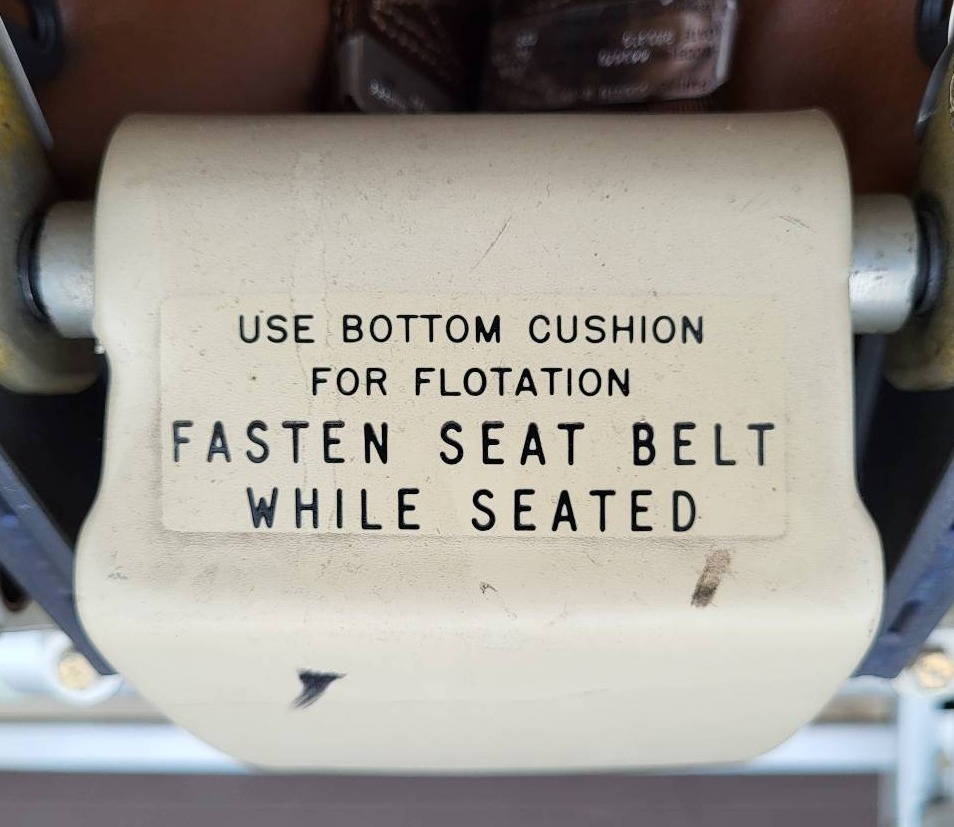 USE BOTTOM CUSHION
FOR FLOTATION
FASTEN SEAT BELT
WHILE SEATED